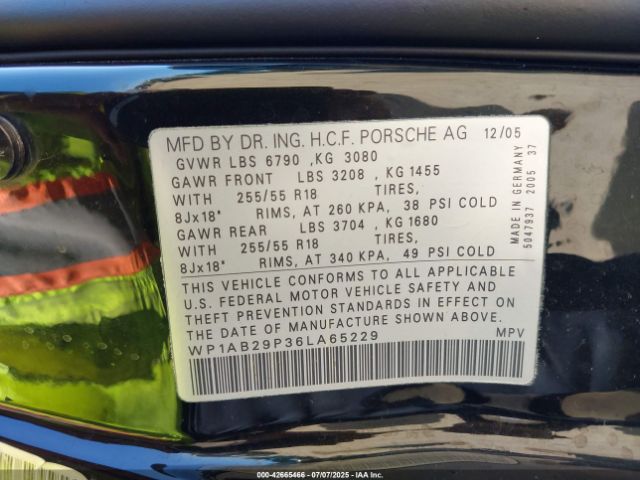 MFD BY DR. ING. H.C.F. PORSCHE AG 12/05
GVWR LBS 6790 , KG 3080
GAWR FRONT LBS 3208 , KG 1455
WITH 255/55 R18 TIRES,
8Jx18" RIMS, AT 260 KPA, 38 PSI COLD
GAWR REAR LBS 3704 , KG 1680
WITH 255/55 R18 TIRES,
8Jx18" RIMS, AT 340 KPA, 49 PSI COLD
THIS VEHICLE CONFORMS TO ALL APPLICABLE
U.S. FEDERAL MOTOR VEHICLE SAFETY AND
THEFT PREVENTION STANDARDS IN EFFECT ON
THE DATE OF MANUFACTURE SHOWN ABOVE.
WP1AB29P36LA65229 MPV
MADE IN GERMANY
5047937 2005 37
000-42665466 - 07/07/2025 - IAAI